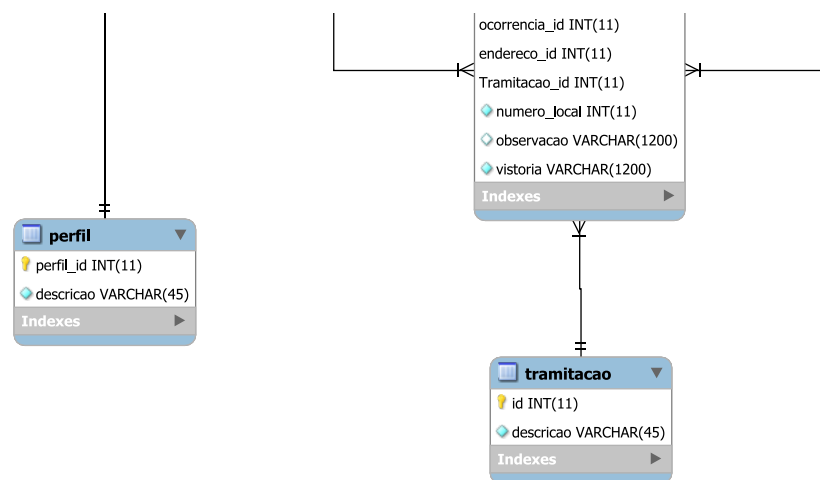 ocorrencia_id INT(11)
endereco_id INT(11)
Tramitacao_id INT(11)
numero_local INT(11)
observacao VARCHAR(1200)
vistoria VARCHAR(1200)
Indexes
perfil
perfil_id INT(11)
descricao VARCHAR(45)
Indexes
tramitacao
id INT(11)
descricao VARCHAR(45)
Indexes